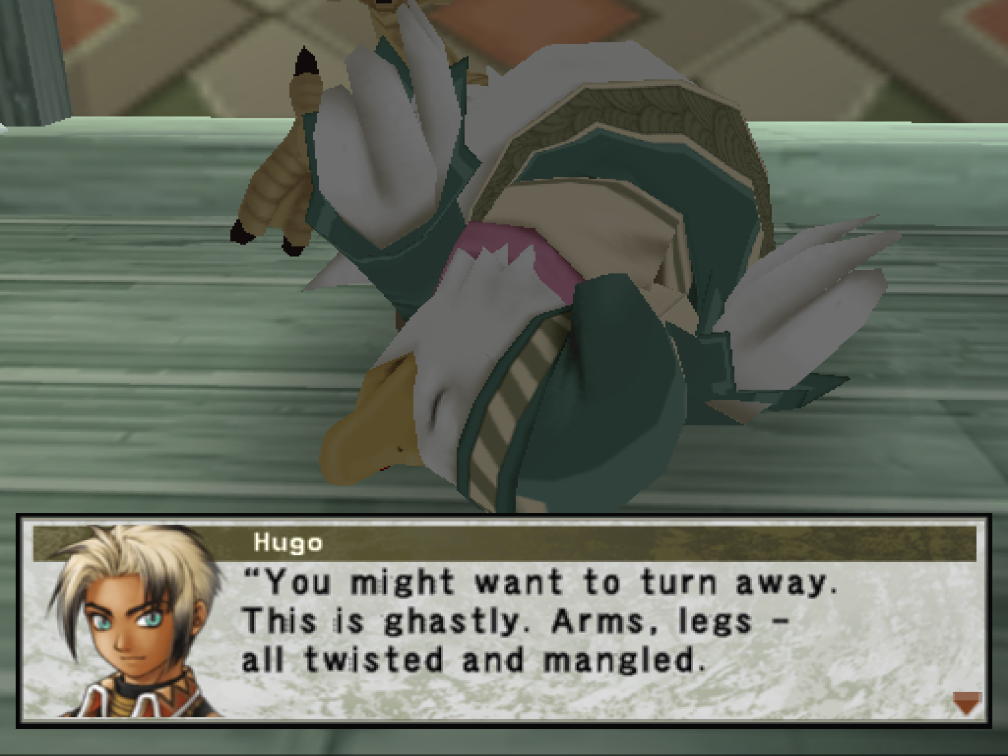 Hugo
“You might want to turn away.
This is ghastly. Arms, legs –
all twisted and mangled.